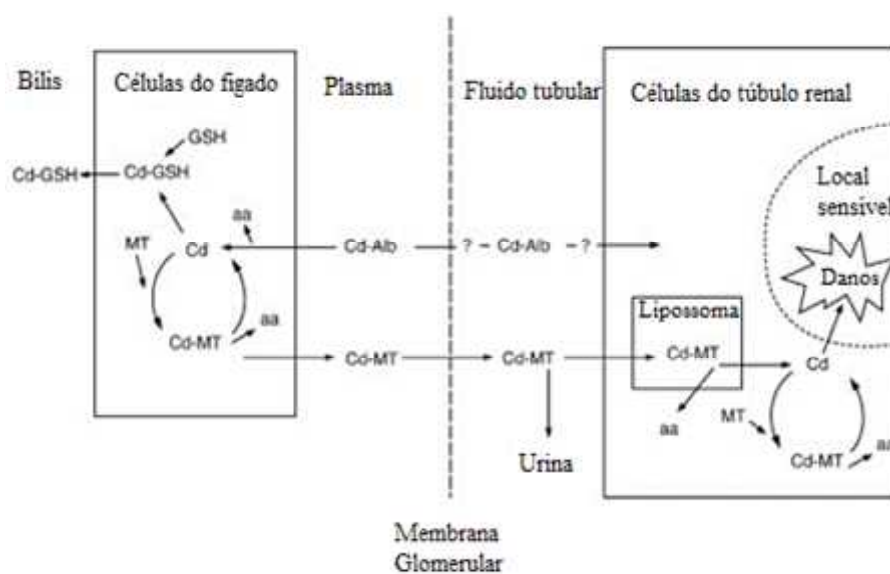 Bílis
Células do figado
Plasma
Fluido tubular
Células do túbulo renal
GSH
Cd-GSH
Cd-GSH
Local
sensível
aa
MT
Cd
Cd-Alb
? – Cd-Alb – ?
Danos
Cd-MT
aa
Lipossoma
Cd-MT
Cd-MT
Cd-MT
Cd
aa
MT
Cd-MT
aa
Urina
Membrana
Glomerular